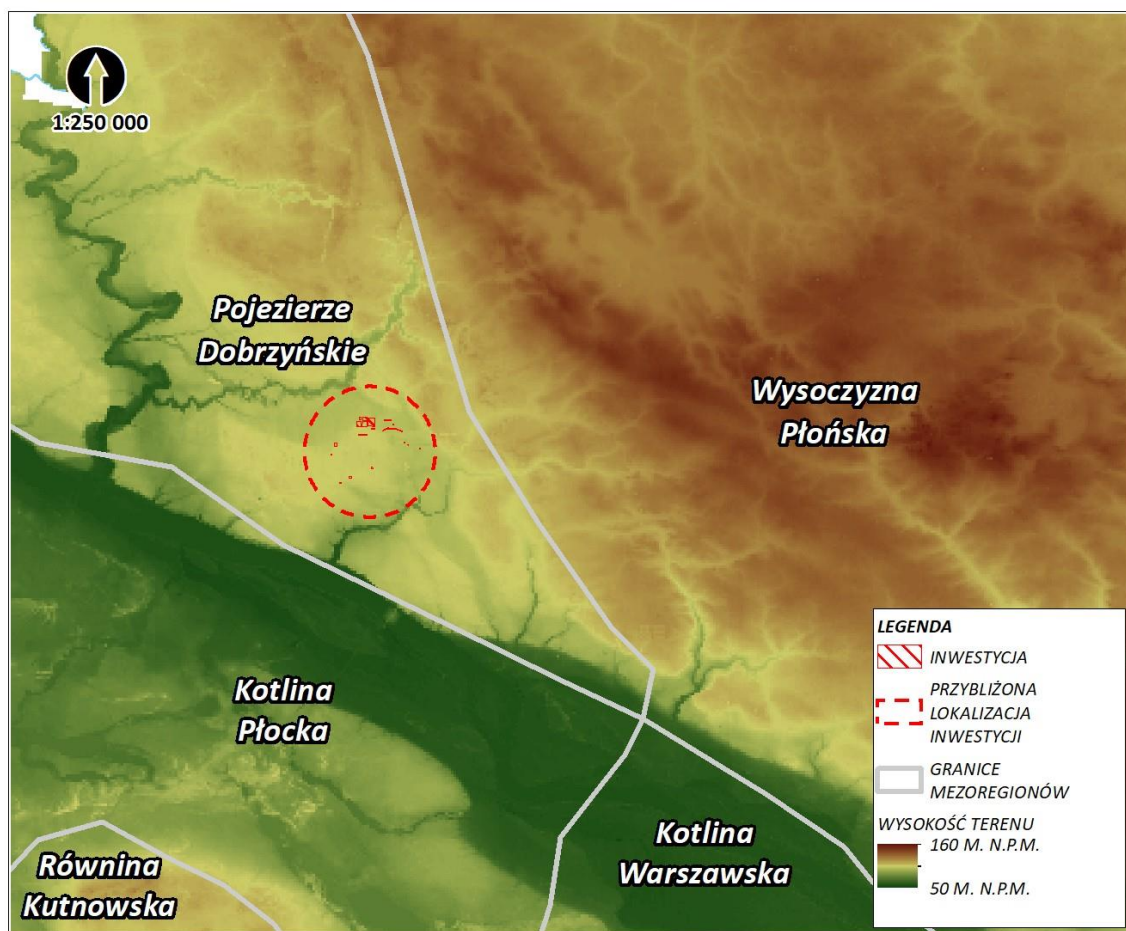 1:250 000
Pojezierze
Dobrzyńskie
Wysoczyzna
Płońska
Kotlina
Płocka
Kotlina
Warszawska
Równina
Kutnowska
LEGENDA
INWESTYCJA
PRZYBLIŻONA
LOKALIZACJA
INWESTYCJI
GRANICE
MEZOREGIONÓW
WYSOKOŚĆ TERENU
160 M. N.P.M.
50 M. N.P.M.